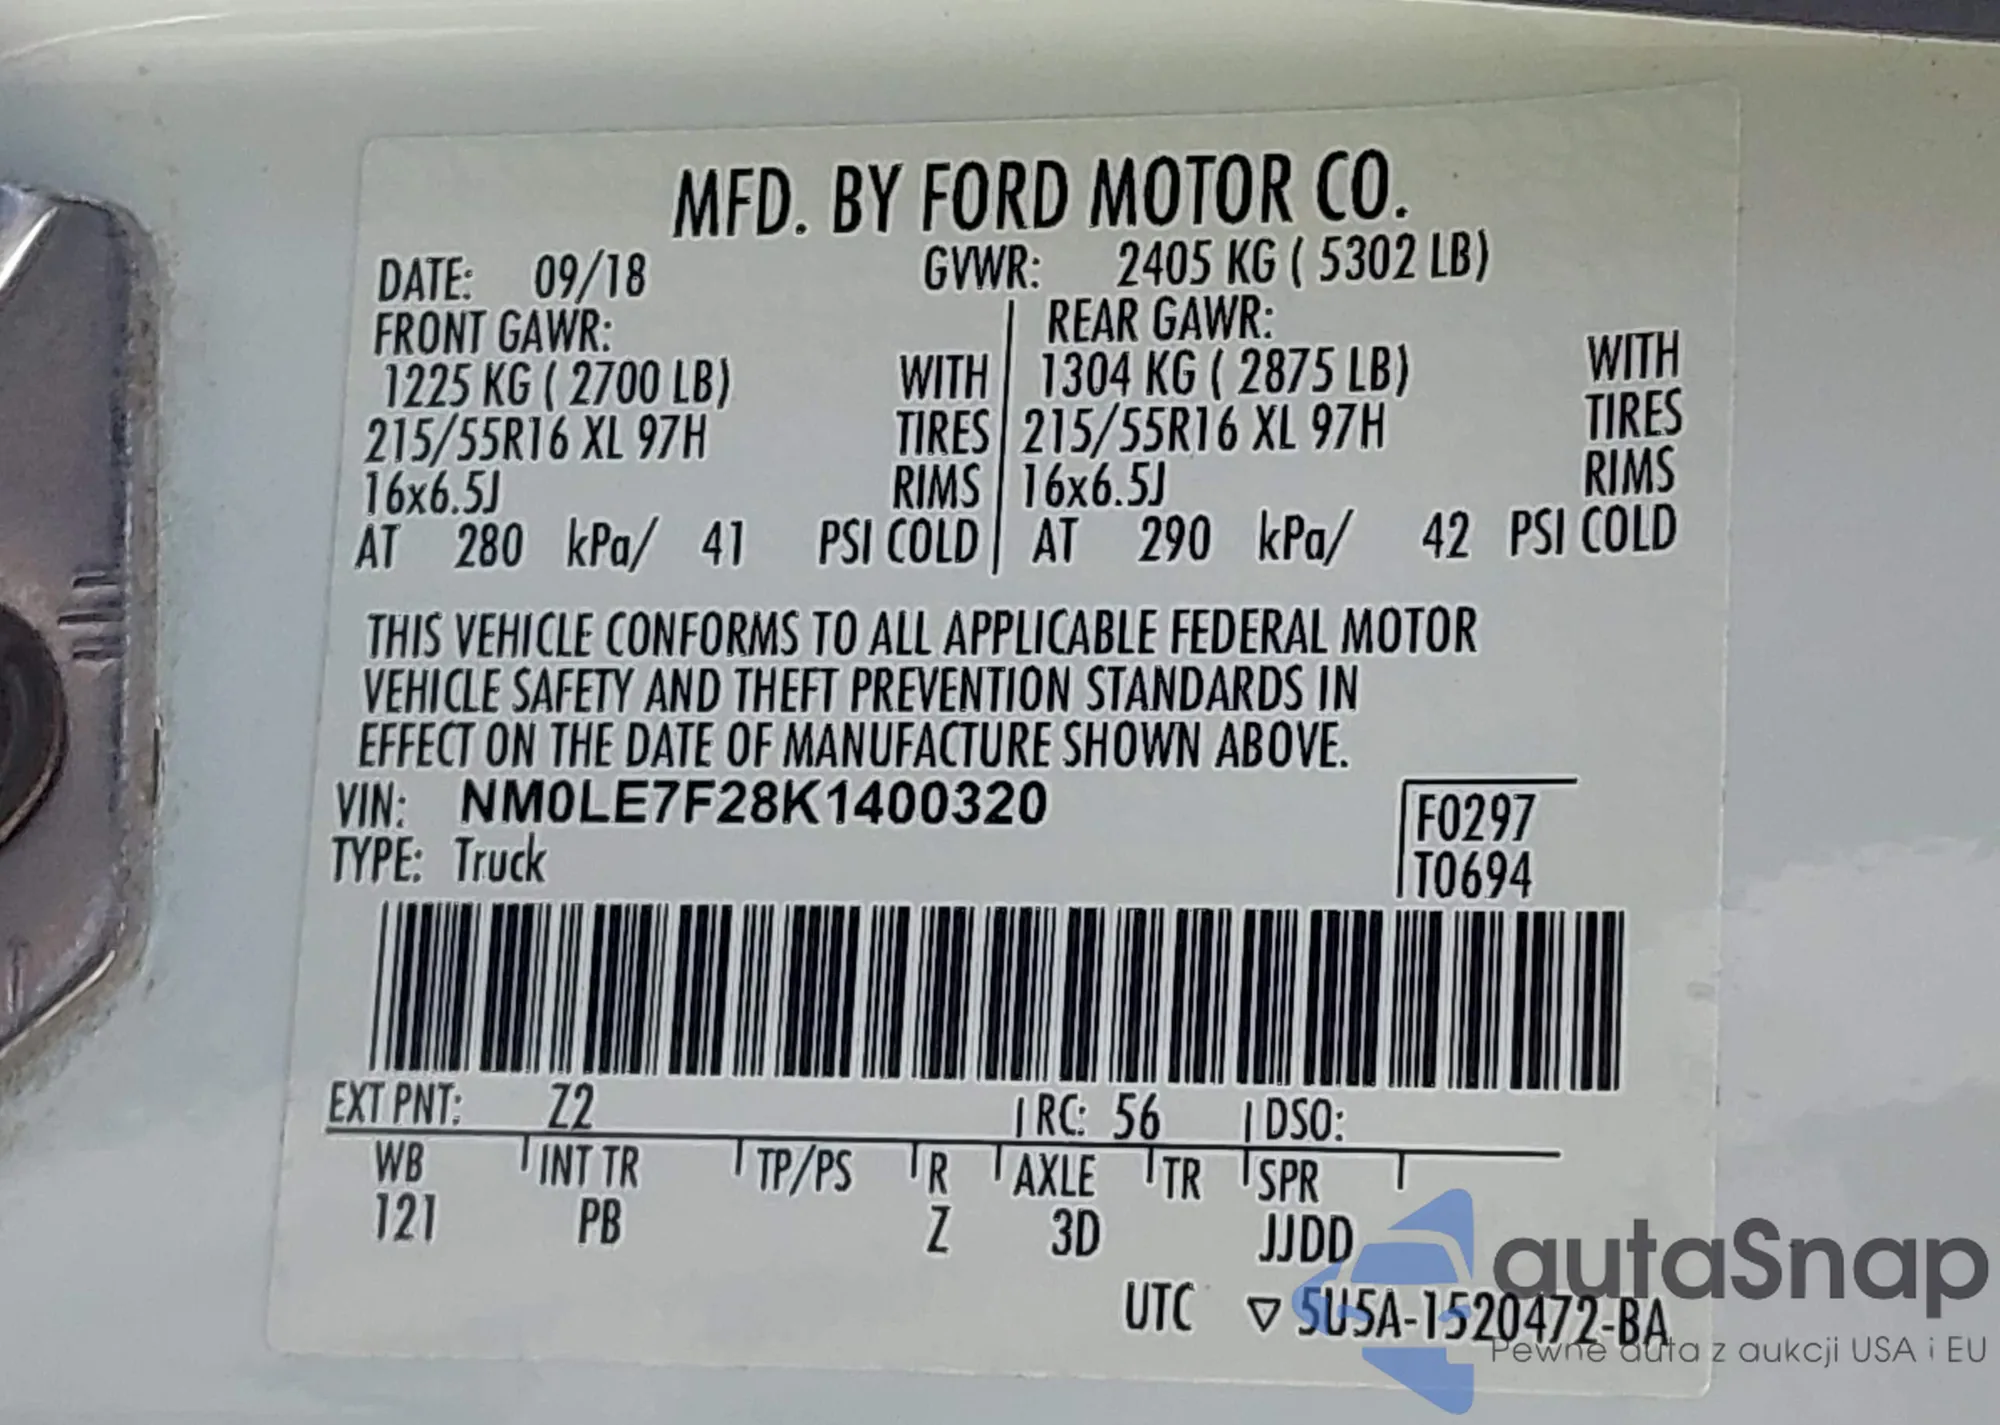 MFD. BY FORD MOTOR CO.
DATE: 09/18 GVWR: 2405 KG ( 5302 LB)
FRONT GAWR: REAR GAWR:
1225 KG ( 2700 LB) WITH 1304 KG ( 2875 LB) WITH
215/55R16 XL 97H TIRES 215/55R16 XL 97H TIRES
16x6.5J RIMS 16x6.5J RIMS
AT 280 kPa/ 41 PSI COLD AT 290 kPa/ 42 PSI COLD
THIS VEHICLE CONFORMS TO ALL APPLICABLE FEDERAL MOTOR
VEHICLE SAFETY AND THEFT PREVENTION STANDARDS IN
EFFECT ON THE DATE OF MANUFACTURE SHOWN ABOVE.
VIN: NM0LE7F28K1400320 F0297
TYPE: Truck T0694
EXT PNT: Z2 RC: 56 DSO:
WB INT TR TP/PS R AXLE TR SPR
121 PB Z 3D JJDD
UTC ▽ 5U5A-1520472-BA
autaSnap
Pewne auta z aukcji USA i EU